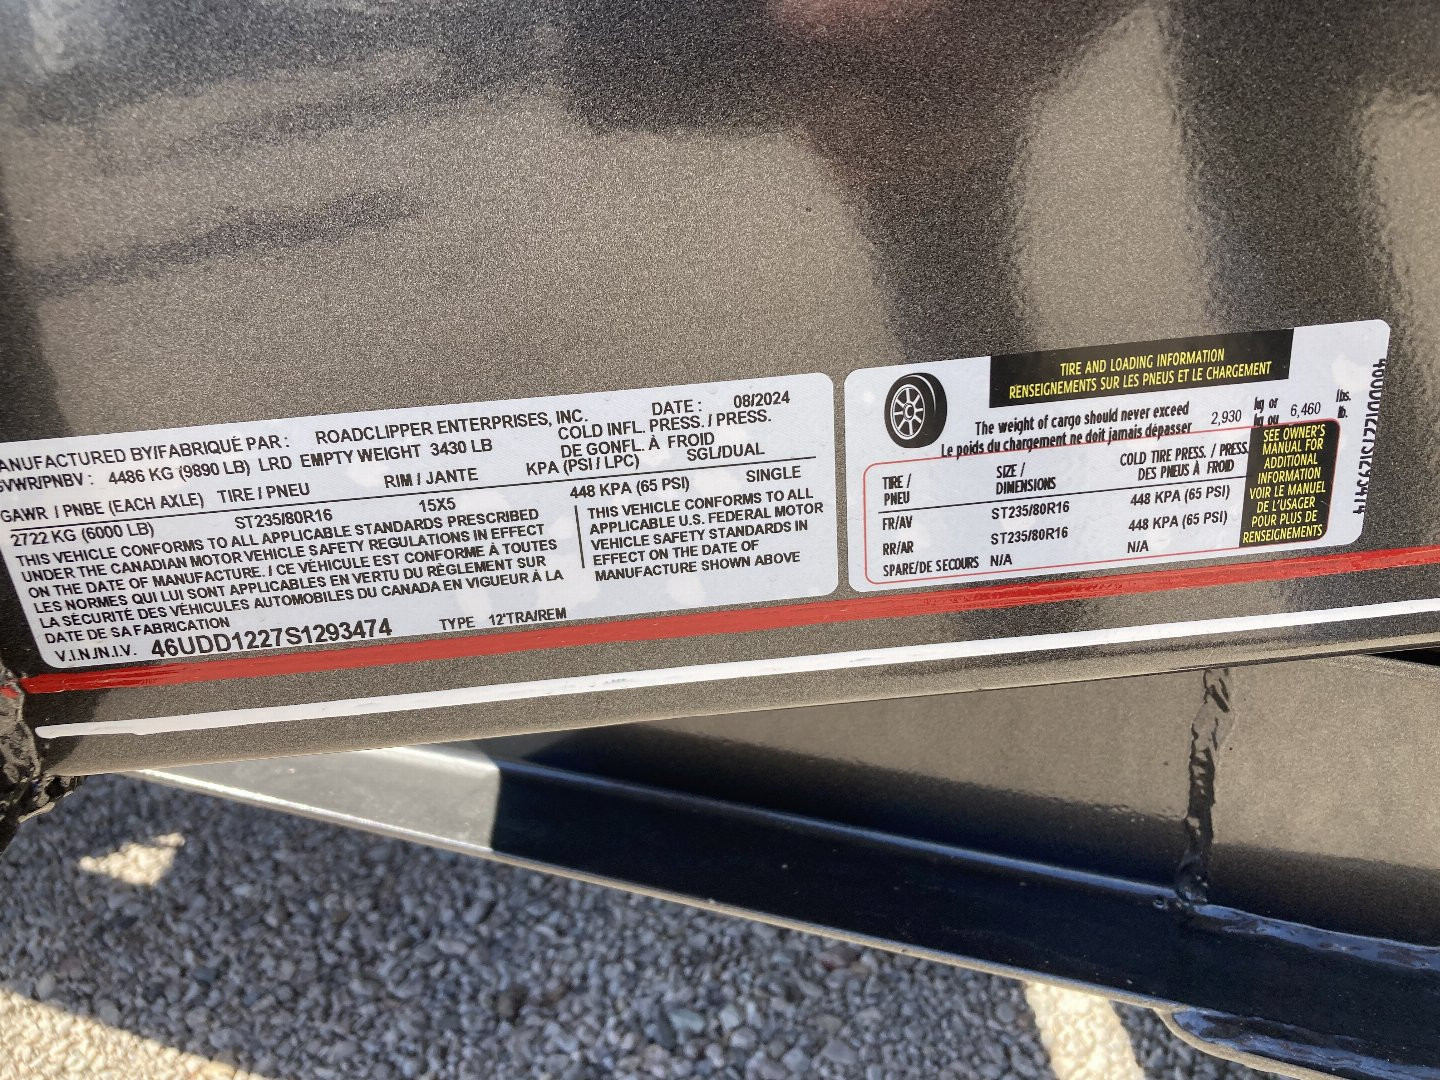 ANUFACTURED BY/FABRIQUÉ PAR : ROADCLIPPER ENTERPRISES, INC. DATE : 08/2024
GVWR/PNBV : 4486 KG (9890 LB) LRD EMPTY WEIGHT 3430 LB COLD INFL. PRESS. / PRESS.
DE GONFL. À FROID
GAWR / PNBE (EACH AXLE) TIRE / PNEU RIM / JANTE KPA (PSI / LPC) SGL/DUAL
2722 KG (6000 LB) ST235/80R16 15X5 448 KPA (65 PSI) SINGLE
THIS VEHICLE CONFORMS TO ALL APPLICABLE STANDARDS PRESCRIBED
UNDER THE CANADIAN MOTOR VEHICLE SAFETY REGULATIONS IN EFFECT
ON THE DATE OF MANUFACTURE. / CE VÉHICULE EST CONFORME À TOUTES
LES NORMES QUI LUI SONT APPLICABLES EN VERTU DU RÈGLEMENT SUR
LA SÉCURITÉ DES VÉHICULES AUTOMOBILES DU CANADA EN VIGUEUR À LA
DATE DE SA FABRICATION
THIS VEHICLE CONFORMS TO ALL
APPLICABLE U.S. FEDERAL MOTOR
VEHICLE SAFETY STANDARDS IN
EFFECT ON THE DATE OF
MANUFACTURE SHOWN ABOVE
V.I.N./N.I.V. 46UDD1227S1293474 TYPE 12'TRA/REM
TIRE AND LOADING INFORMATION
RENSEIGNEMENTS SUR LES PNEUS ET LE CHARGEMENT
The weight of cargo should never exceed 2,930 kg or 6,460 lbs.
Le poids du chargement ne doit jamais dépasser kg ou lb.
TIRE / PNEU SIZE / DIMENSIONS COLD TIRE PRESS. / PRESS. DES PNEUS À FROID
FR/AV ST235/80R16 448 KPA (65 PSI)
RR/AR ST235/80R16 448 KPA (65 PSI)
SPARE/DE SECOURS N/A N/A
SEE OWNER'S
MANUAL FOR
ADDITIONAL
INFORMATION
VOIR LE MANUEL
DE L'USAGER
POUR PLUS DE
RENSEIGNEMENTS